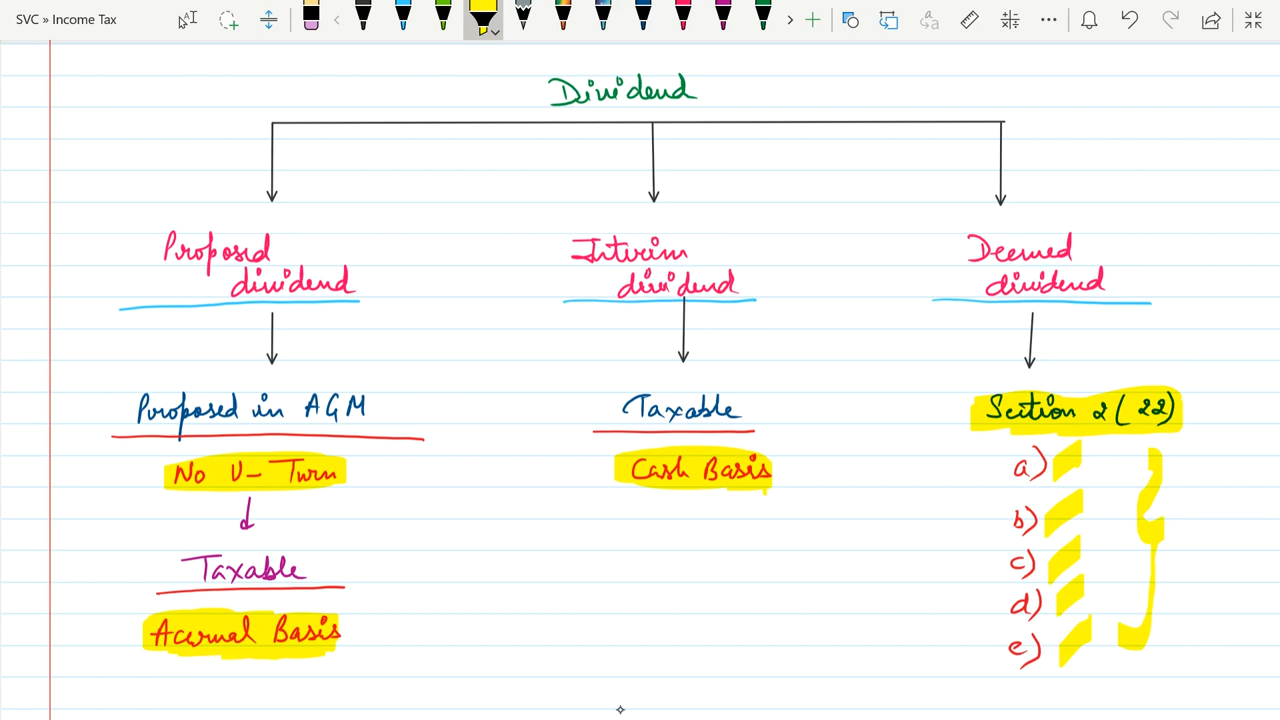 SVC » Income Tax
Dividend
Proposed
dividend
Interim
dividend
Deemed
dividend
Proposed in AGM
No U-Turn
Taxable
Accrual Basis
Taxable
Cash Basis
Section 2(22)
a)
b)
c)
d)
e)